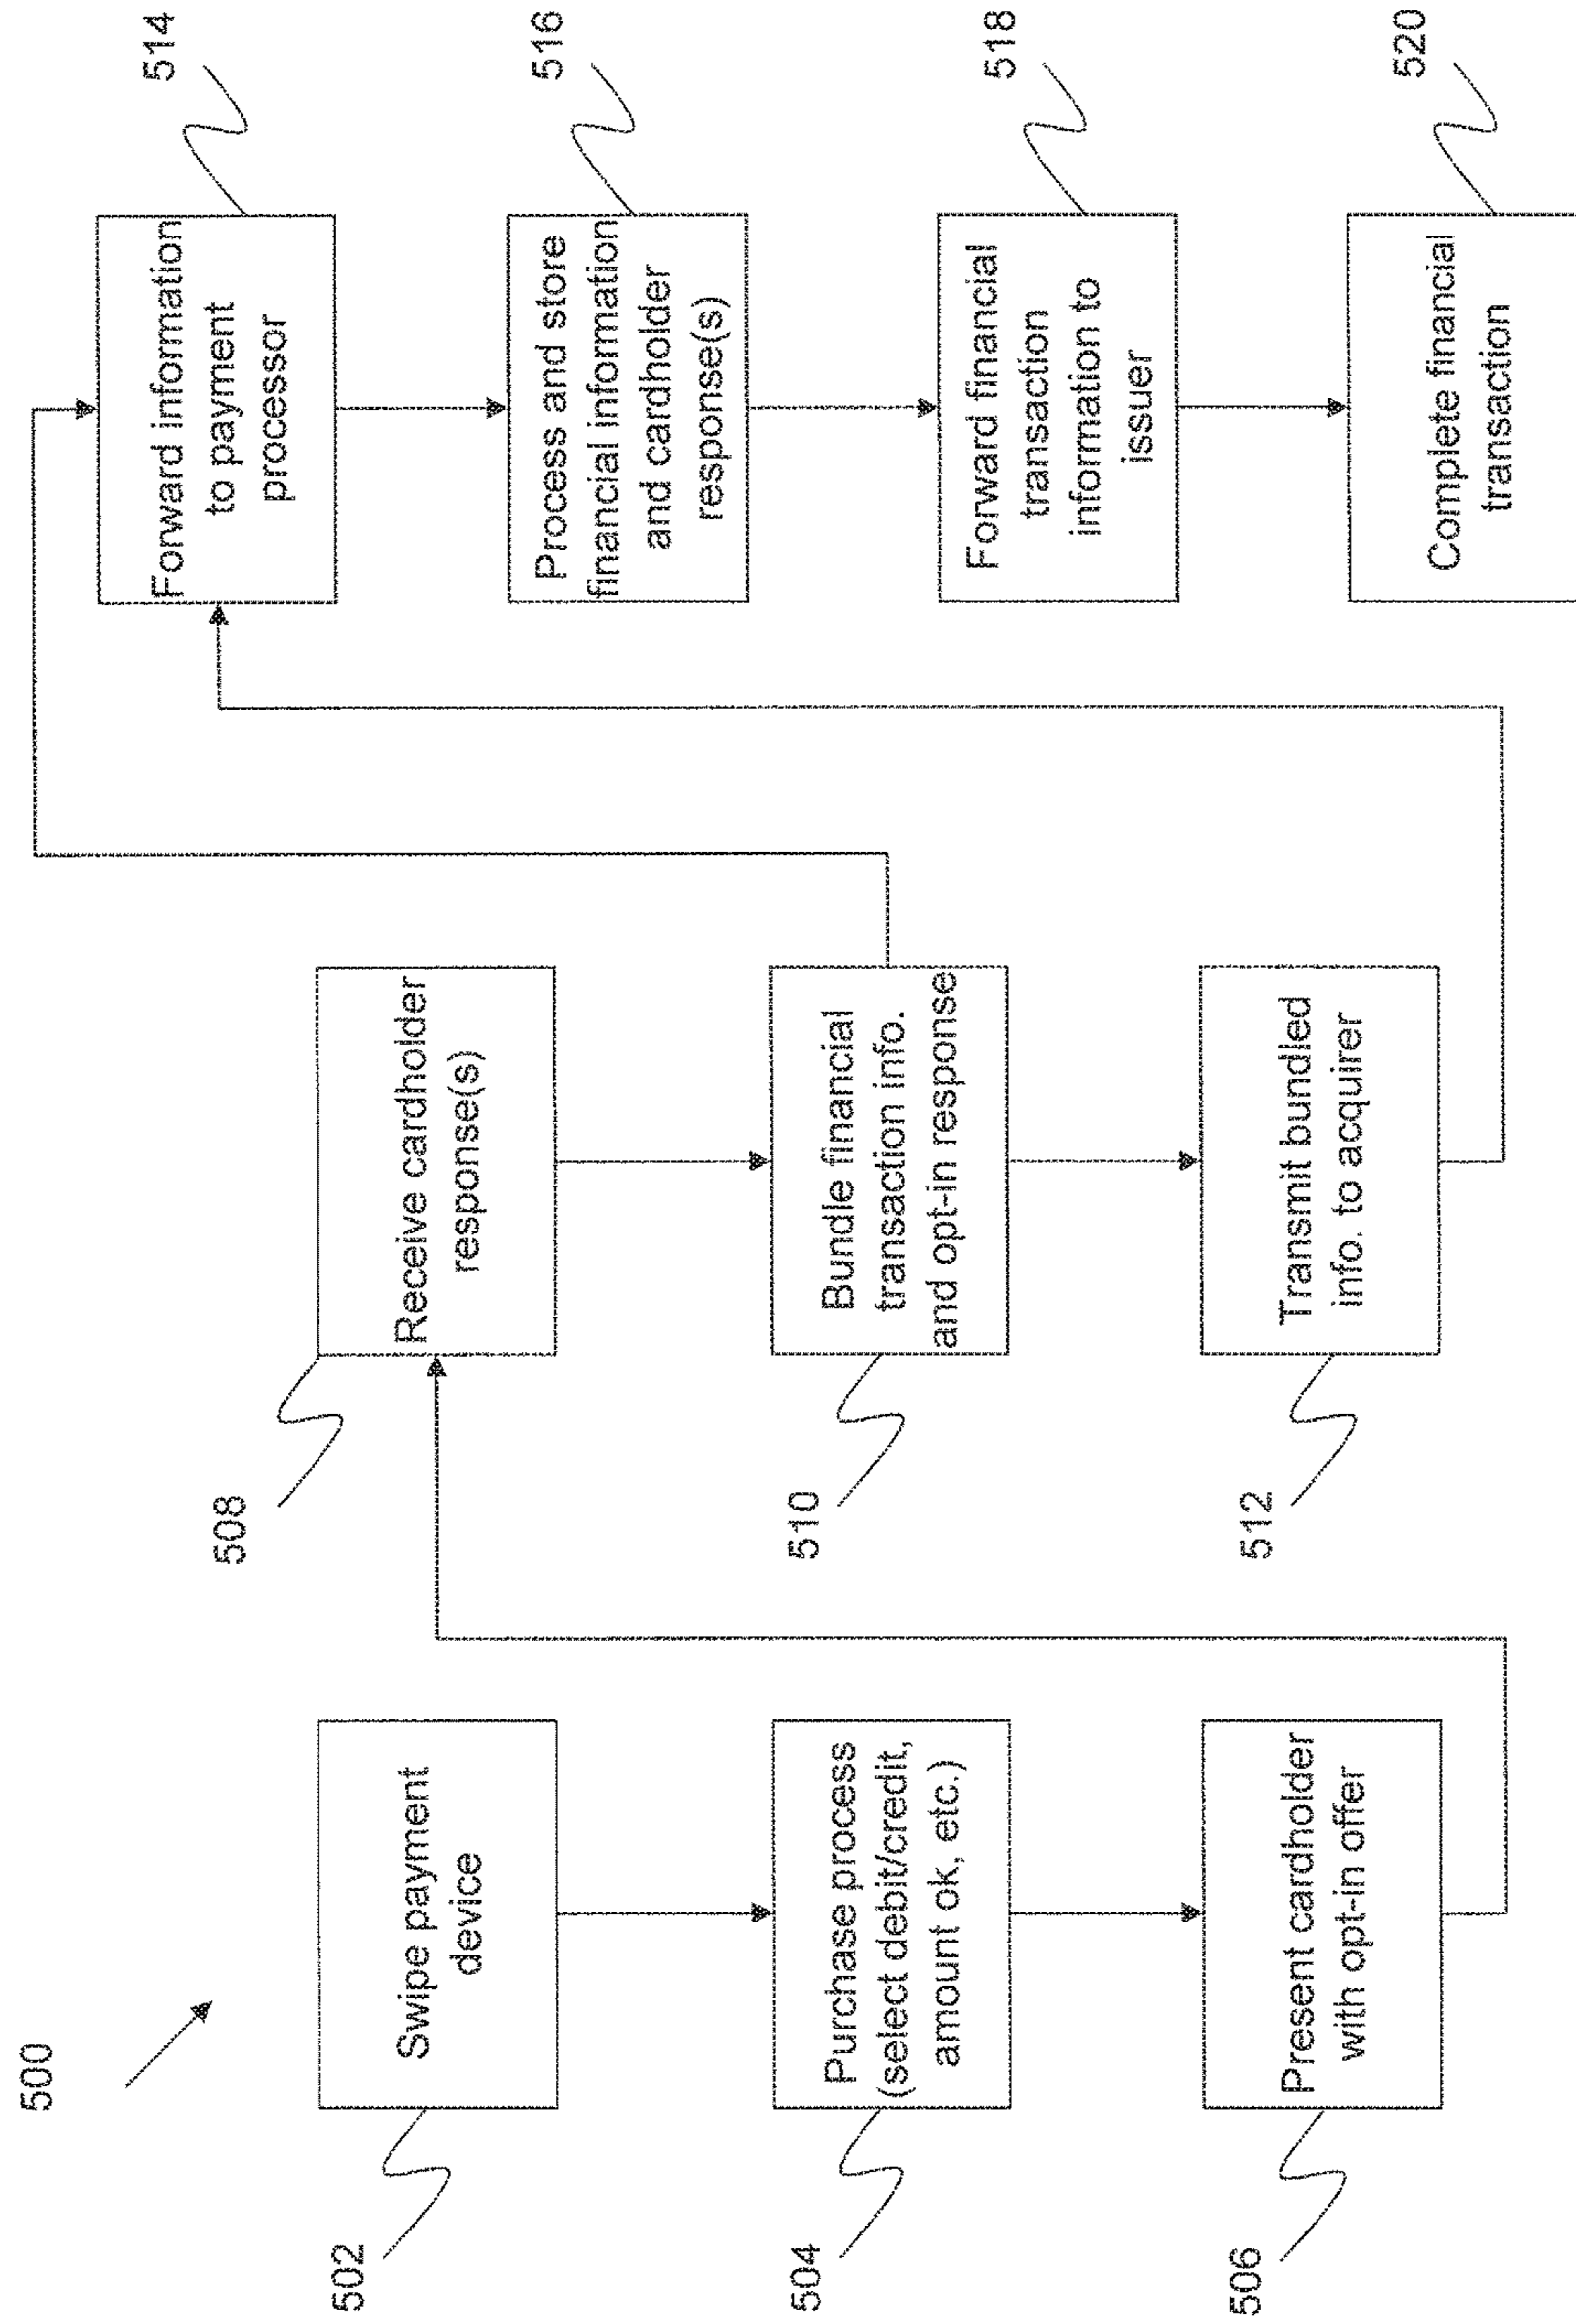 500
502
Swipe payment
device
504
Purchase process
(select debit/credit,
amount ok, etc.)
506
Present cardholder
with opt-in offer
508
Receive cardholder
response(s)
510
Bundle financial
transaction info.
and opt-in response
512
Transmit bundled
info. to acquirer
514
Forward information
to payment
processor
516
Process and store
financial information
and cardholder
response(s)
518
Forward financial
transaction
information to
issuer
520
Complete financial
transaction